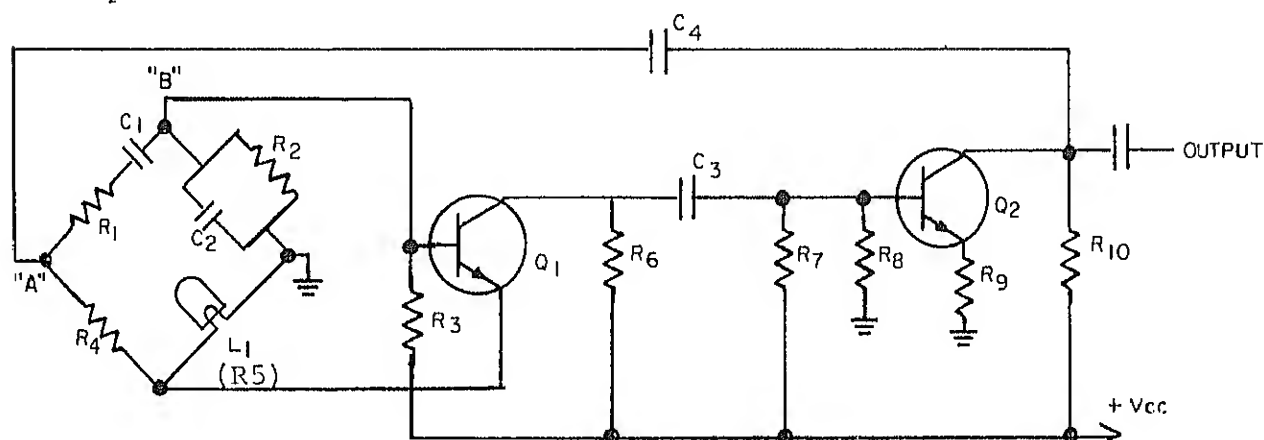 2
C4
"B"
C1
R2
OUTPUT
C3
Q2
R1
C2
Q1
R6
R7
R8
R10
"A"
R9
R3
R4
L1
(R5)
+ Vcc